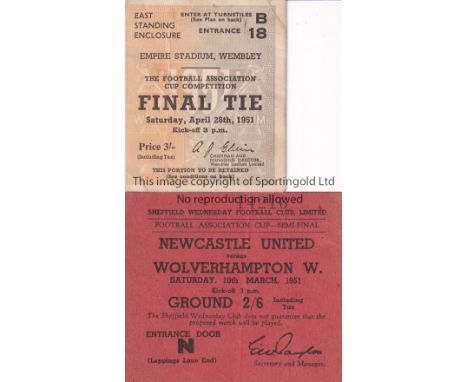 EAST
STANDING
ENCLOSURE
ENTER AT TURNSTILES
(See Plan on back)
ENTRANCE
B
18
EMPIRE STADIUM, WEMBLEY
THE FOOTBALL ASSOCIATION
CUP COMPETITION
FINAL TIE
Saturday, April 28th, 1951
Kick-off 3 p.m.
Price 3/-
(Including Tax)
CHAIRMAN AND
MANAGING DIRECTOR,
Wembley Stadium Limited
THIS PORTION TO BE RETAINED
(See conditions on back)
This image copyright of Sportingold Ltd
No reproduction allowed
SHEFFIELD WEDNESDAY FOOTBALL CLUB, LIMITED
FOOTBALL ASSOCIATION CUP—SEMI-FINAL
NEWCASTLE UNITED
versus
WOLVERHAMPTON W.
SATURDAY, 10th MARCH, 1951
Kick-off 3 p.m.
GROUND 2/6 Including Tax
The Sheffield Wednesday Club does not guarantee that the
proposed match will be played.
ENTRANCE DOOR
N
(Leppings Lane End)
Secretary and Manager.